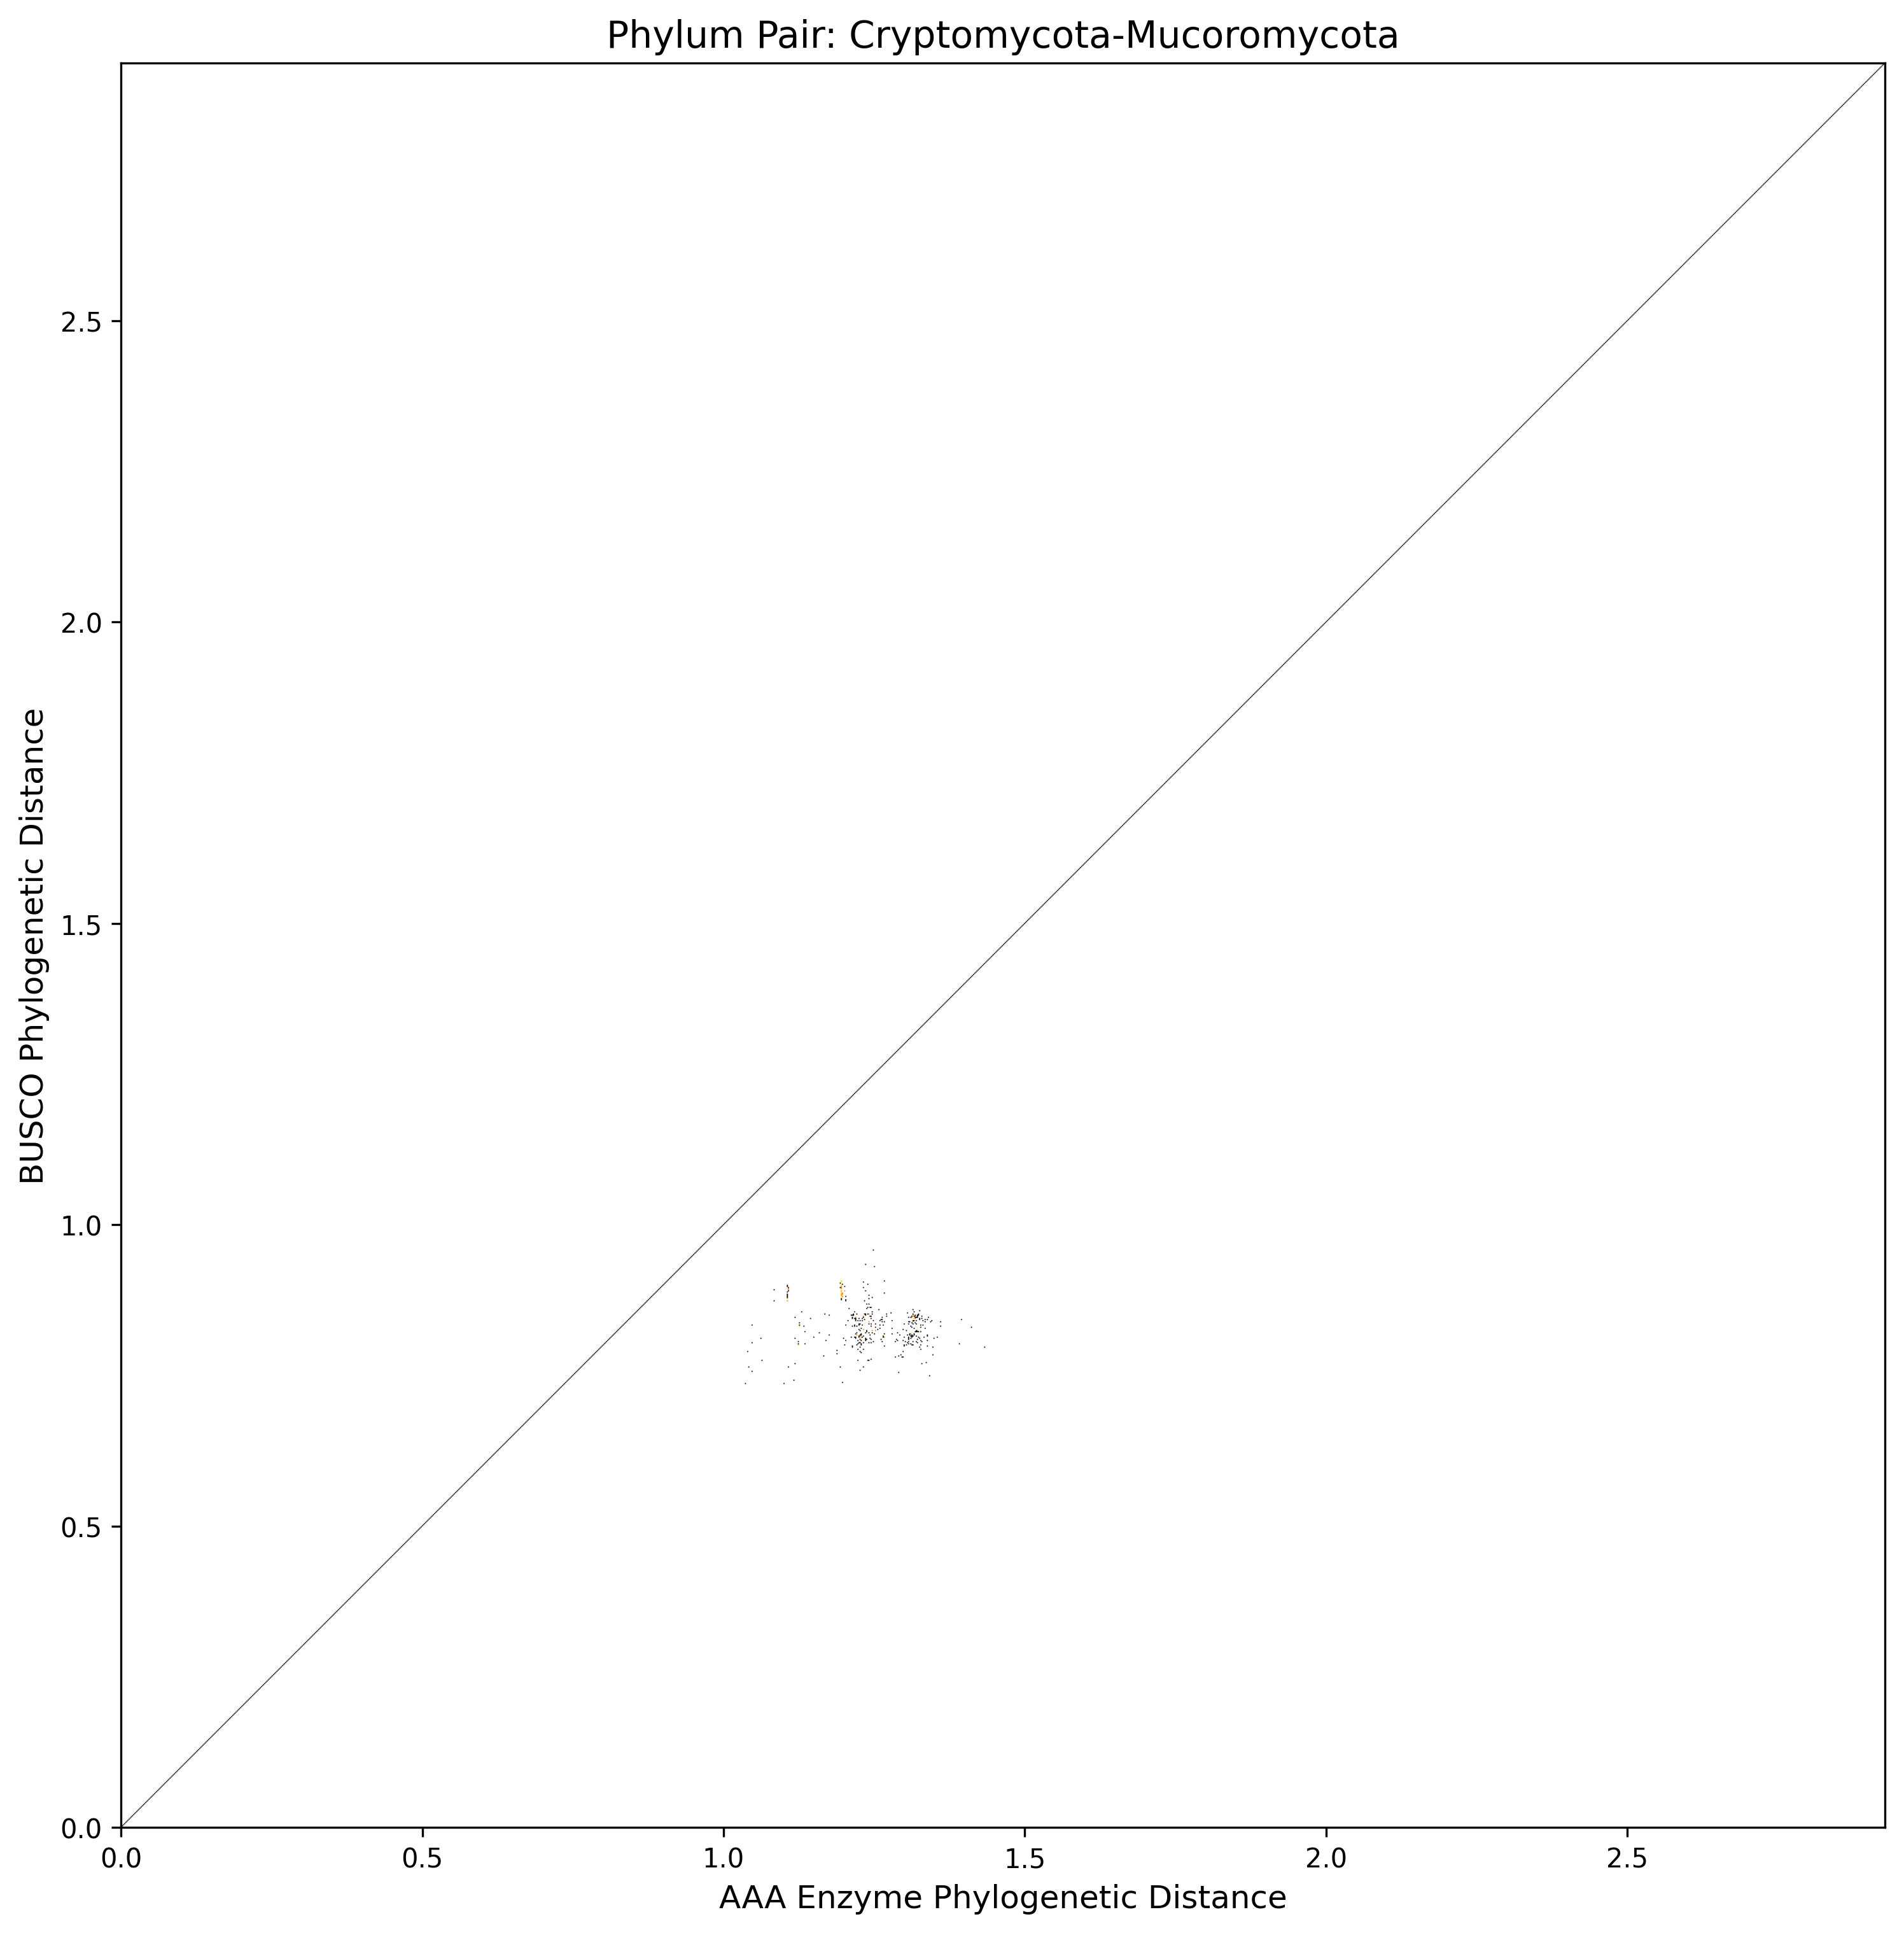 Phylum Pair: Cryptomycota-Mucoromycota
2.5
2.0
1.5
1.0
0.5
0.0
BUSCO Phylogenetic Distance
0.0 0.5 1.0 1.5 2.0 2.5
AAA Enzyme Phylogenetic Distance